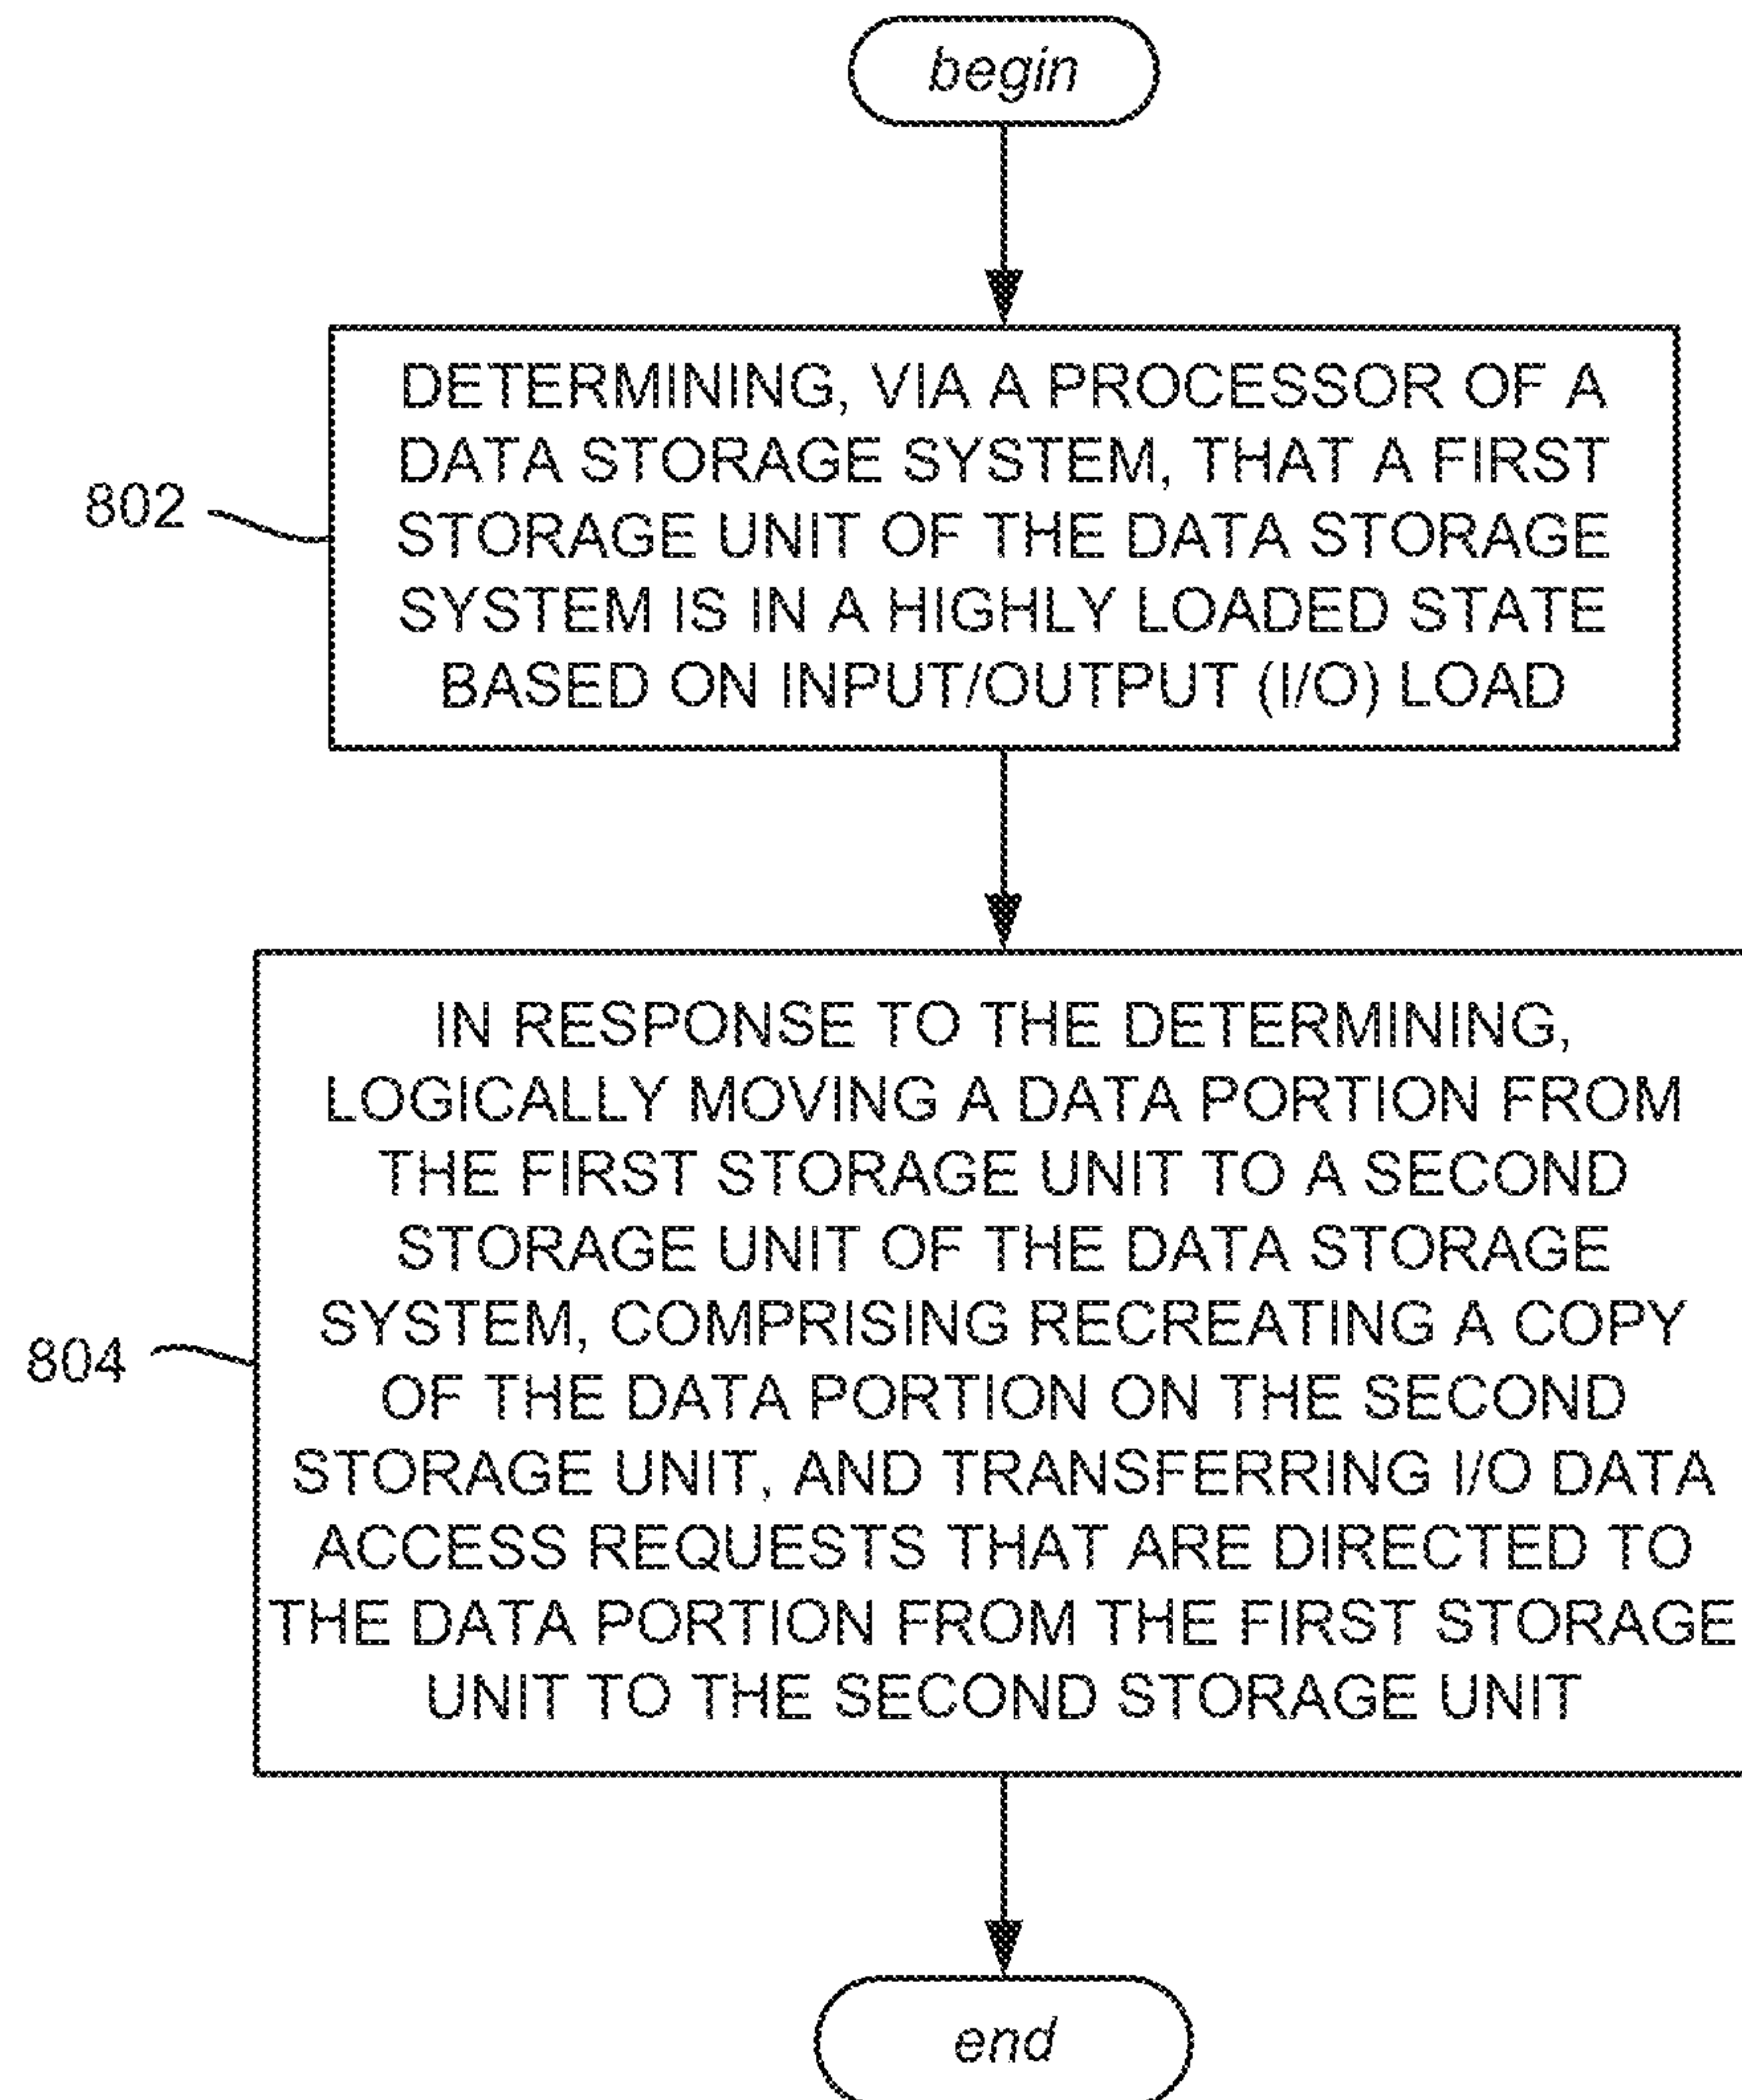 begin
DETERMINING, VIA A PROCESSOR OF A
DATA STORAGE SYSTEM, THAT A FIRST
STORAGE UNIT OF THE DATA STORAGE
SYSTEM IS IN A HIGHLY LOADED STATE
BASED ON INPUT/OUTPUT (I/O) LOAD
802
IN RESPONSE TO THE DETERMINING,
LOGICALLY MOVING A DATA PORTION FROM
THE FIRST STORAGE UNIT TO A SECOND
STORAGE UNIT OF THE DATA STORAGE
SYSTEM, COMPRISING RECREATING A COPY
OF THE DATA PORTION ON THE SECOND
STORAGE UNIT, AND TRANSFERRING I/O DATA
ACCESS REQUESTS THAT ARE DIRECTED TO
THE DATA PORTION FROM THE FIRST STORAGE
UNIT TO THE SECOND STORAGE UNIT
804
end